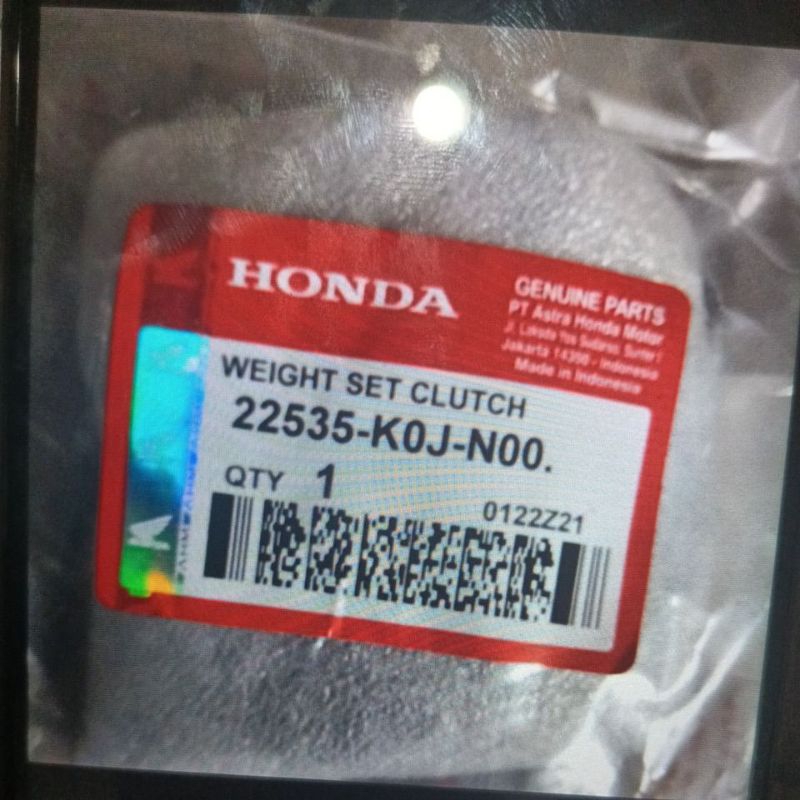 HONDA
GENUINE PARTS
PT Astra Honda Motor
Jakarta 14350 - Indonesia
Made in Indonesia
WEIGHT SET CLUTCH
22535-K0J-N00.
QTY 1
0122Z21